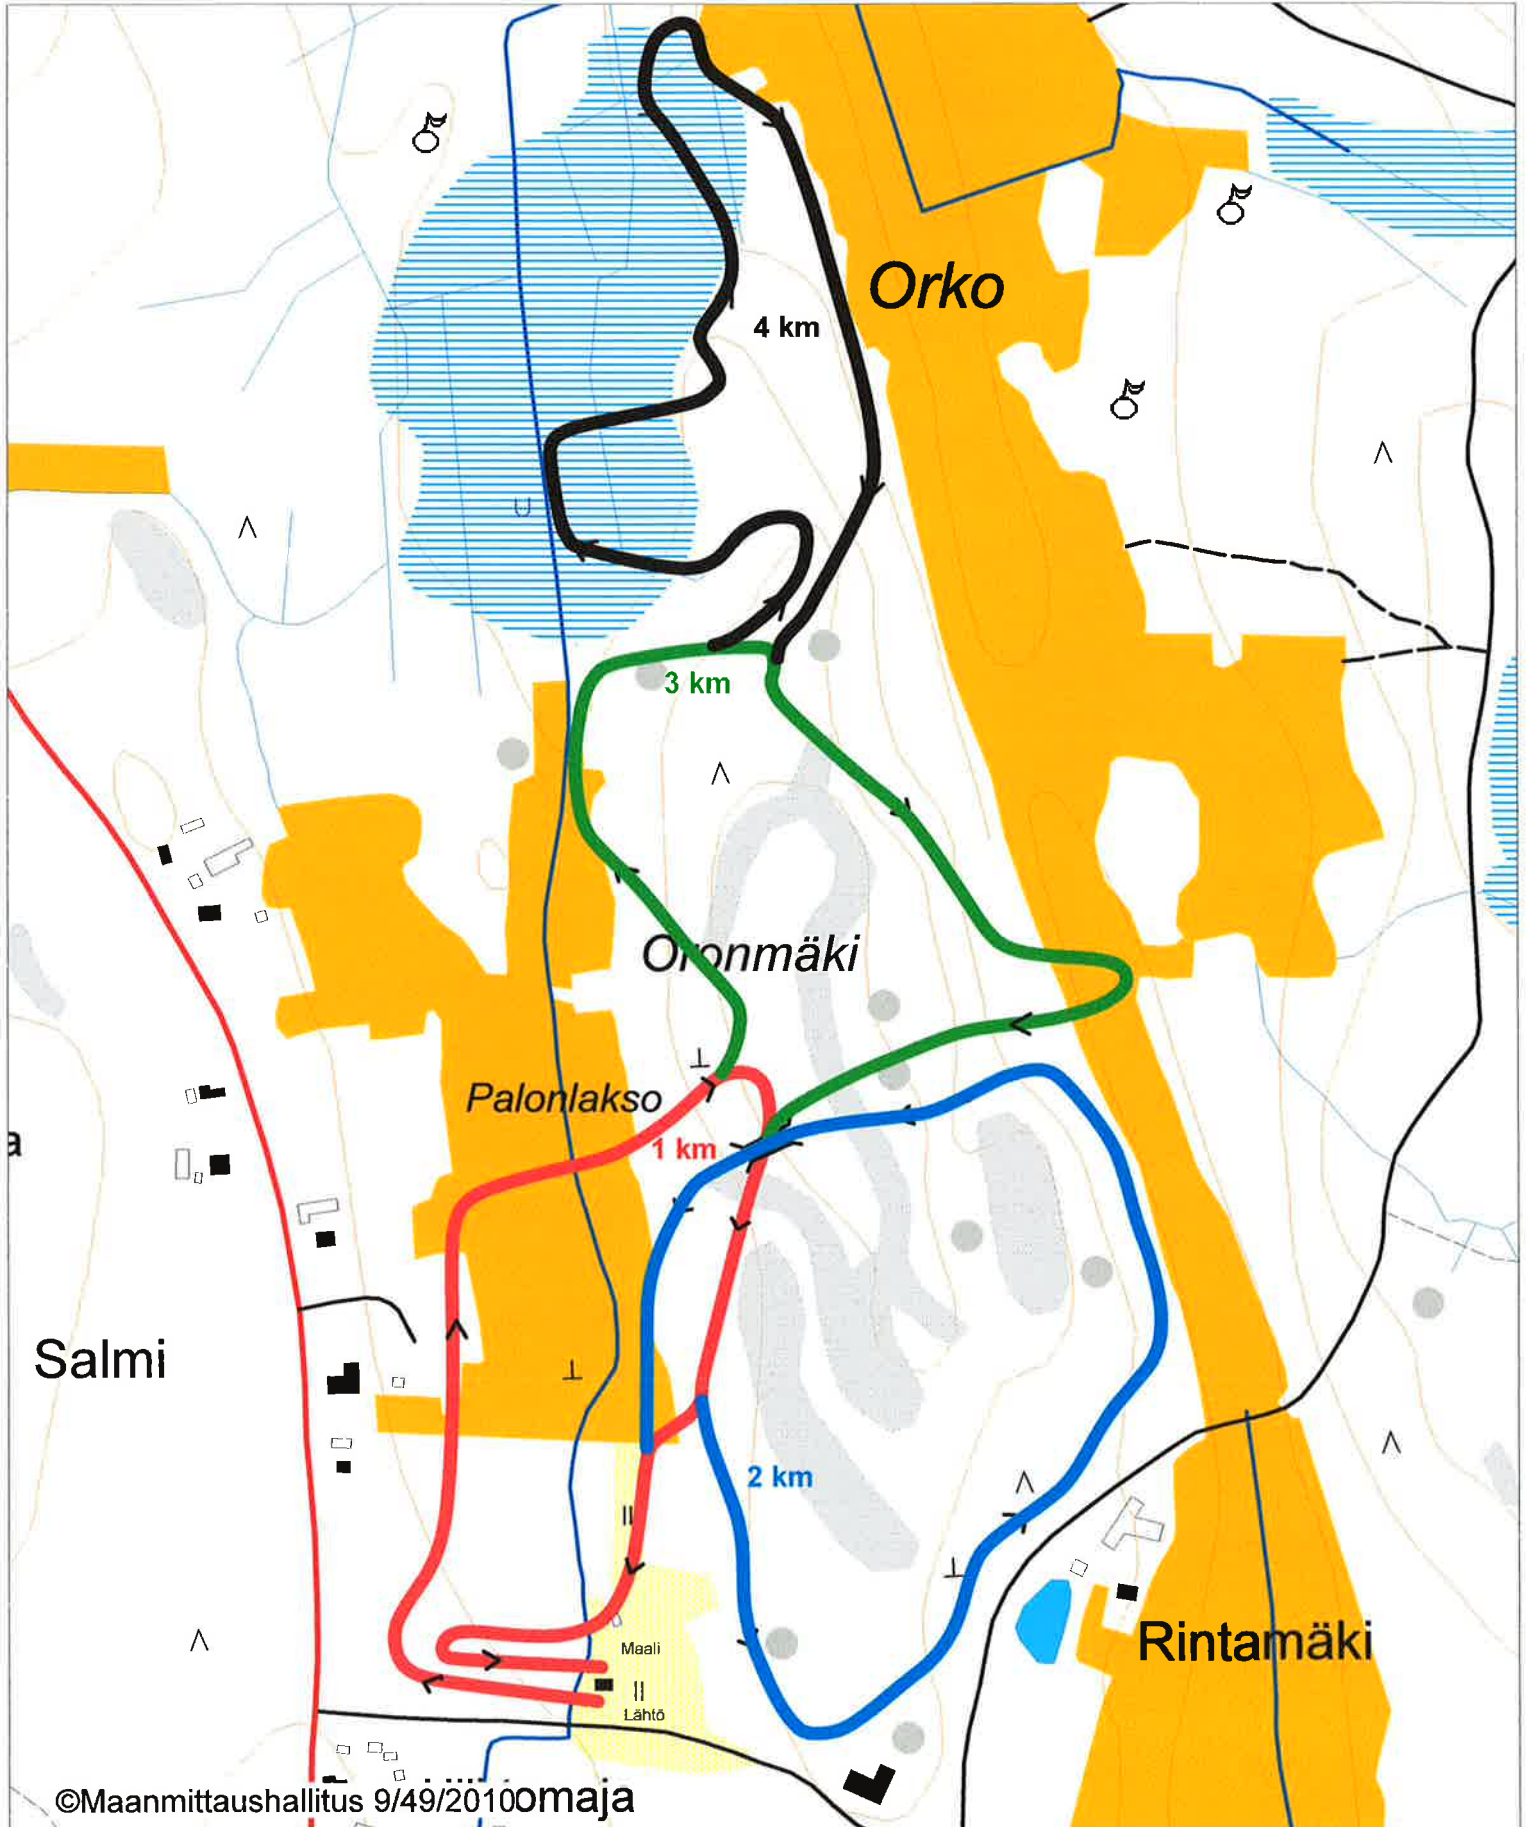 Orko
4 km
3 km
Oronmäki
Palonlakso
1 km
a
Salmi
2 km
Rintamäki
Maali
Lähtö
©Maanmittaushallitus 9/49/2010
omaja